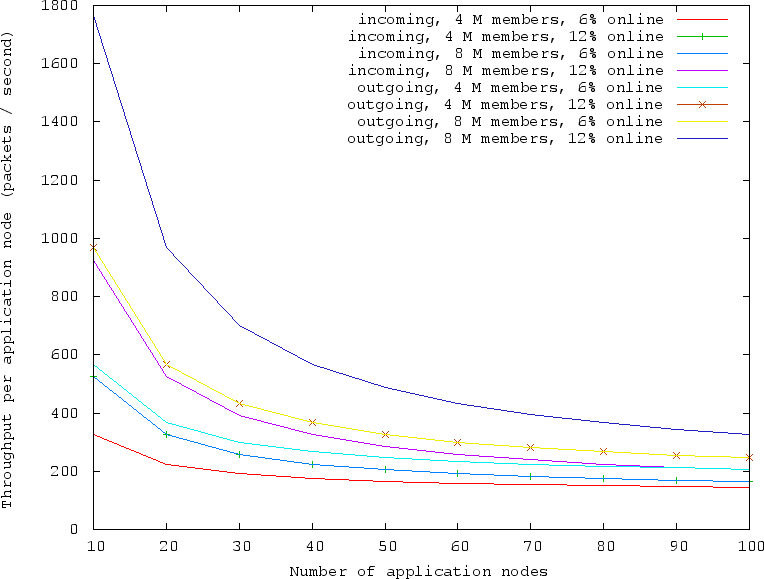 1800
1600
1400
1200
1000
800
600
400
200
0
Throughput per application node (packets / second)
incoming, 4 M members, 6% online
incoming, 4 M members, 12% online
incoming, 8 M members, 6% online
incoming, 8 M members, 12% online
outgoing, 4 M members, 6% online
outgoing, 4 M members, 12% online
outgoing, 8 M members, 6% online
outgoing, 8 M members, 12% online
10 20 30 40 50 60 70 80 90 100
Number of application nodes